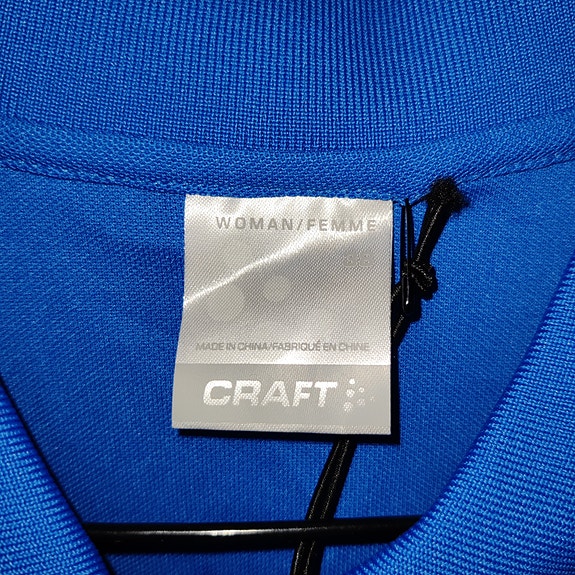 WOMAN/FEMME
MADE IN CHINA/FABRIQUÉ EN CHINE
CRAFT